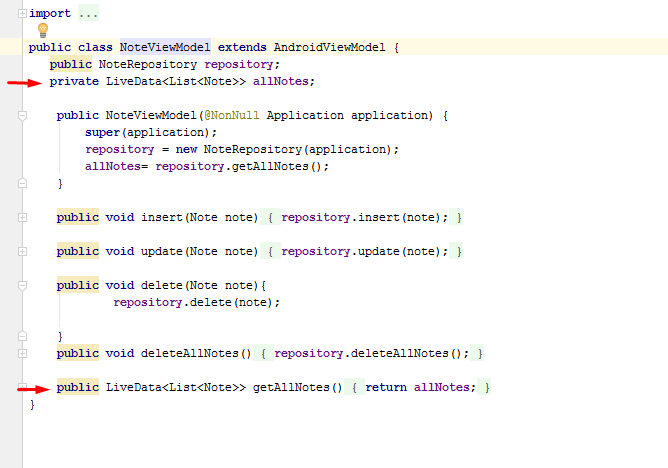 import ...
public class NoteViewModel extends AndroidViewModel {
public NoteRepository repository;
private LiveData<List<Note>> allNotes;
public NoteViewModel(@NonNull Application application) {
super(application);
repository = new NoteRepository(application);
allNotes= repository.getAllNotes();
}
public void insert(Note note) { repository.insert(note); }
public void update(Note note) { repository.update(note); }
public void delete(Note note){
repository.delete(note);
}
public void deleteAllNotes() { repository.deleteAllNotes(); }
public LiveData<List<Note>> getAllNotes() { return allNotes; }
}